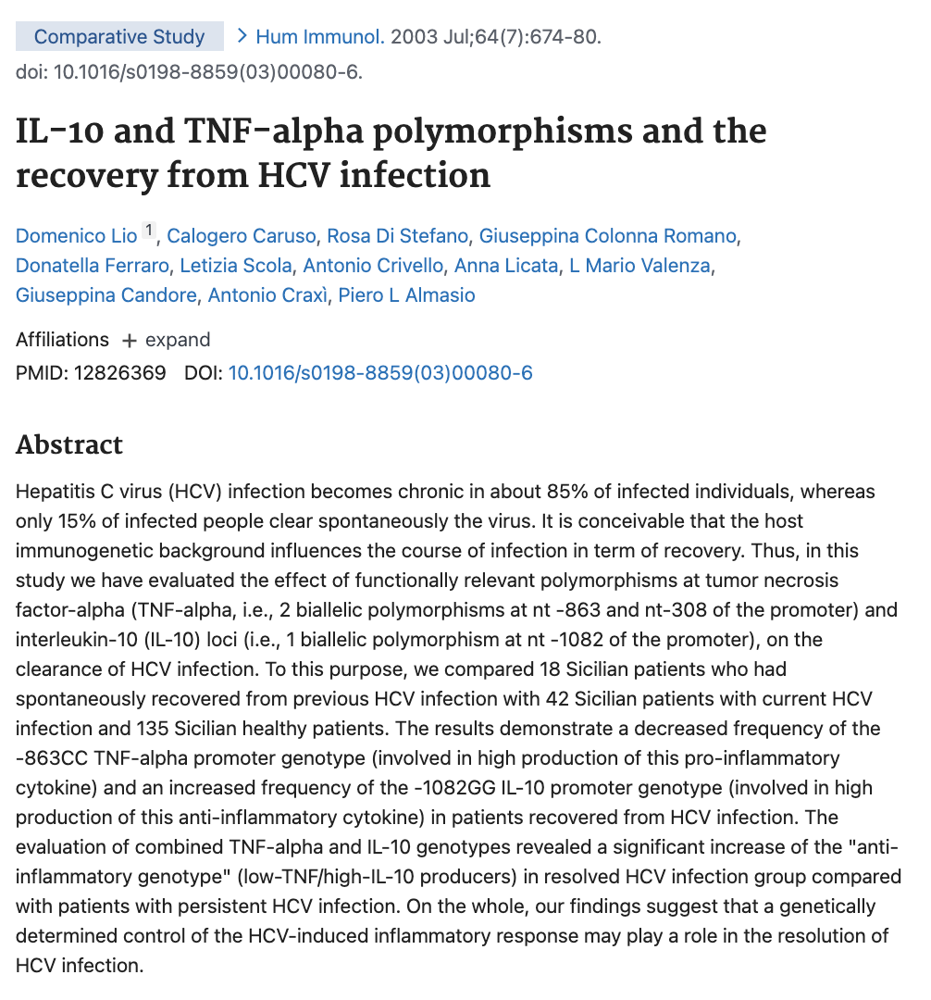 Comparative Study > Hum Immunol. 2003 Jul;64(7):674-80.
doi: 10.1016/s0198-8859(03)00080-6.
IL-10 and TNF-alpha polymorphisms and the
recovery from HCV infection
Domenico Lio 1, Calogero Caruso, Rosa Di Stefano, Giuseppina Colonna Romano,
Donatella Ferraro, Letizia Scola, Antonio Crivello, Anna Licata, L Mario Valenza,
Giuseppina Candore, Antonio Craxì, Piero L Almasio
Affiliations + expand
PMID: 12826369 DOI: 10.1016/s0198-8859(03)00080-6
Abstract
Hepatitis C virus (HCV) infection becomes chronic in about 85% of infected individuals, whereas
only 15% of infected people clear spontaneously the virus. It is conceivable that the host
immunogenetic background influences the course of infection in term of recovery. Thus, in this
study we have evaluated the effect of functionally relevant polymorphisms at tumor necrosis
factor-alpha (TNF-alpha, i.e., 2 biallelic polymorphisms at nt -863 and nt-308 of the promoter) and
interleukin-10 (IL-10) loci (i.e., 1 biallelic polymorphism at nt -1082 of the promoter), on the
clearance of HCV infection. To this purpose, we compared 18 Sicilian patients who had
spontaneously recovered from previous HCV infection with 42 Sicilian patients with current HCV
infection and 135 Sicilian healthy patients. The results demonstrate a decreased frequency of the
-863CC TNF-alpha promoter genotype (involved in high production of this pro-inflammatory
cytokine) and an increased frequency of the -1082GG IL-10 promoter genotype (involved in high
production of this anti-inflammatory cytokine) in patients recovered from HCV infection. The
evaluation of combined TNF-alpha and IL-10 genotypes revealed a significant increase of the "anti-
inflammatory genotype" (low-TNF/high-IL-10 producers) in resolved HCV infection group compared
with patients with persistent HCV infection. On the whole, our findings suggest that a genetically
determined control of the HCV-induced inflammatory response may play a role in the resolution of
HCV infection.